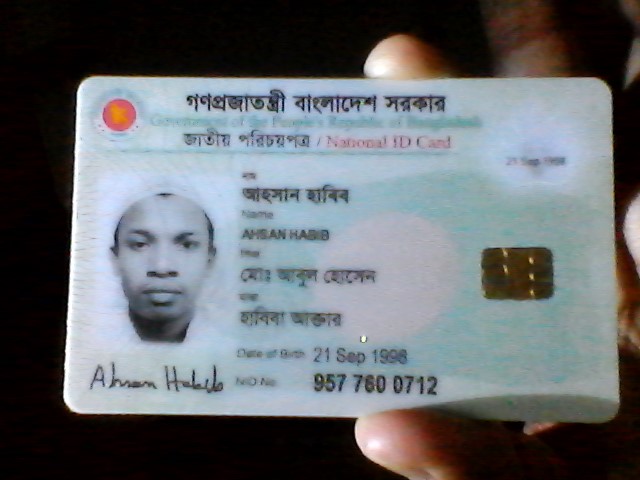 গণপ্রজাতন্ত্রী বাংলাদেশ সরকার
Government of the People's Republic of Bangladesh
জাতীয় পরিচয়পত্র / National ID Card
21 Sep 1998
নাম
আহসান হাবিব
Name
AHSAN HABIB
পিতা
মোঃ আবুল হোসেন
মাতা
হাবিবা আক্তার
Date of Birth 21 Sep 1998
Ahsan Habib
NID No. 957 760 0712